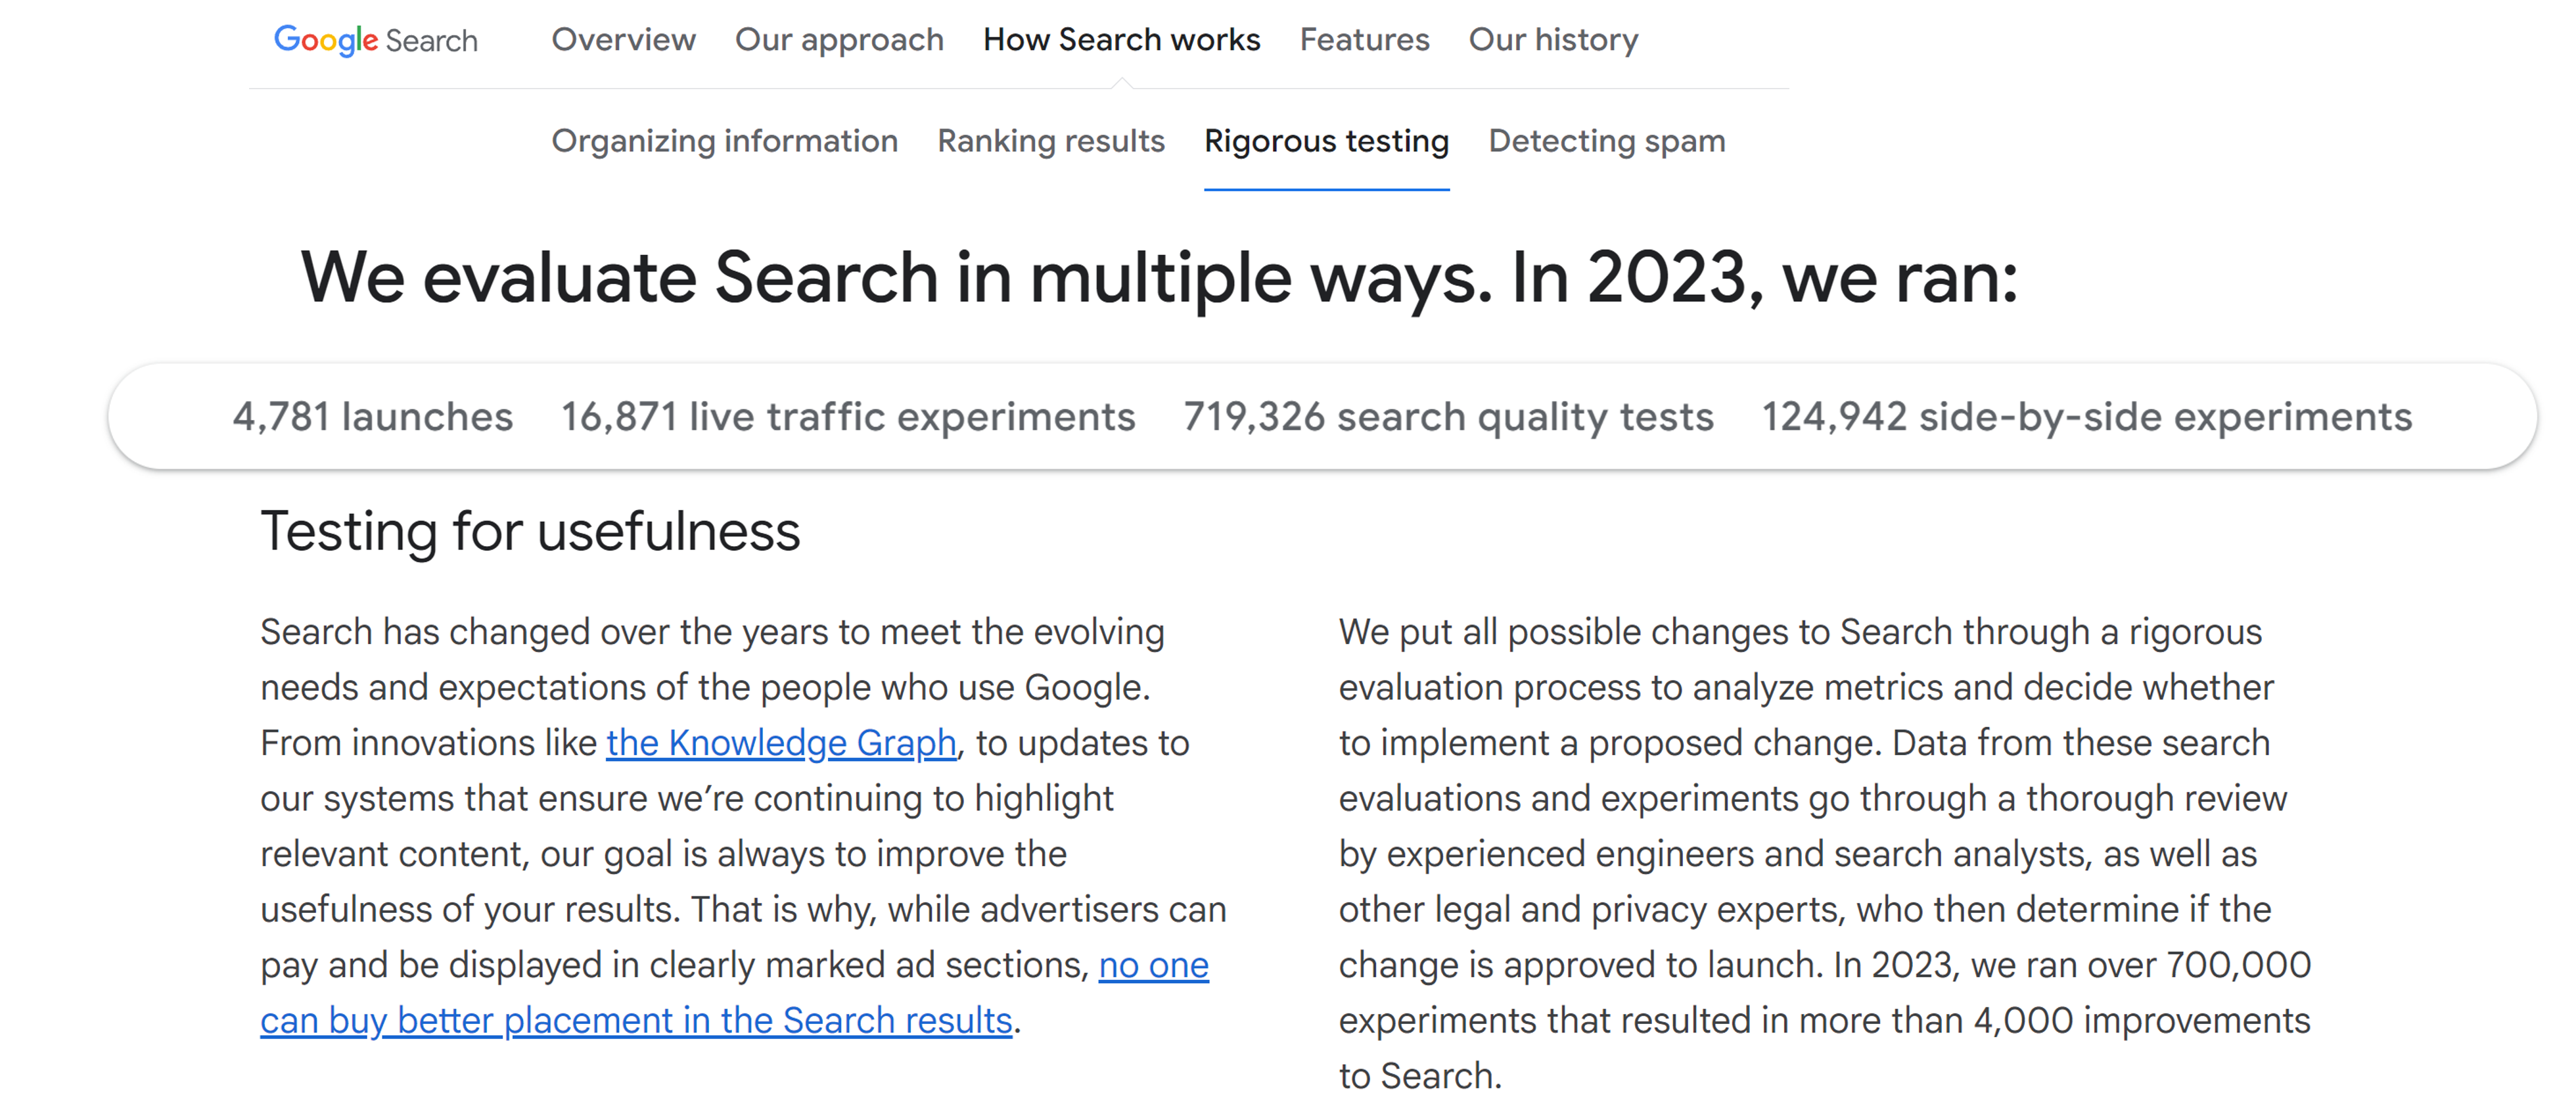 Google Search Overview Our approach How Search works Features Our history
Organizing information Ranking results Rigorous testing Detecting spam
We evaluate Search in multiple ways. In 2023, we ran:
4,781 launches 16,871 live traffic experiments 719,326 search quality tests 124,942 side-by-side experiments
Testing for usefulness
Search has changed over the years to meet the evolving
needs and expectations of the people who use Google.
From innovations like the Knowledge Graph, to updates to
our systems that ensure we’re continuing to highlight
relevant content, our goal is always to improve the
usefulness of your results. That is why, while advertisers can
pay and be displayed in clearly marked ad sections, no one
can buy better placement in the Search results.
We put all possible changes to Search through a rigorous
evaluation process to analyze metrics and decide whether
to implement a proposed change. Data from these search
evaluations and experiments go through a thorough review
by experienced engineers and search analysts, as well as
other legal and privacy experts, who then determine if the
change is approved to launch. In 2023, we ran over 700,000
experiments that resulted in more than 4,000 improvements
to Search.